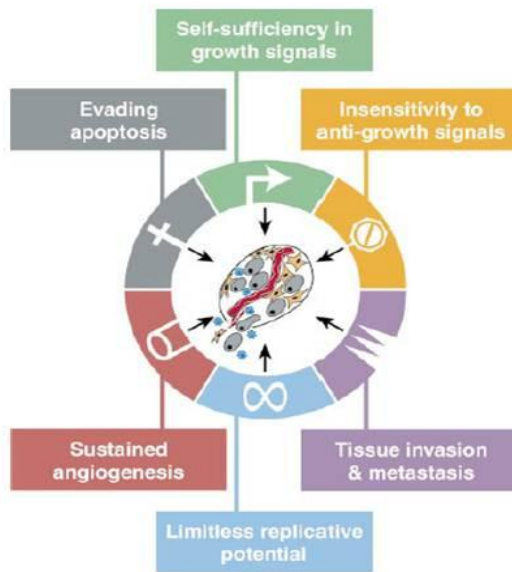 Self-sufficiency in
growth signals
Evading
apoptosis
Insensitivity to
anti-growth signals
Sustained
angiogenesis
Tissue invasion
& metastasis
Limitless replicative
potential